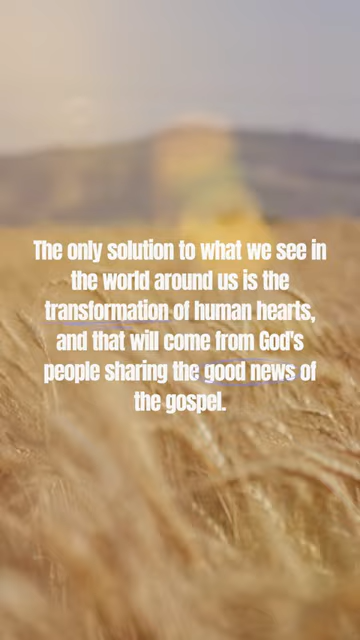 The only solution to what we see in
the world around us is the
transformation of human hearts,
and that will come from God's
people sharing the good news of
the gospel.